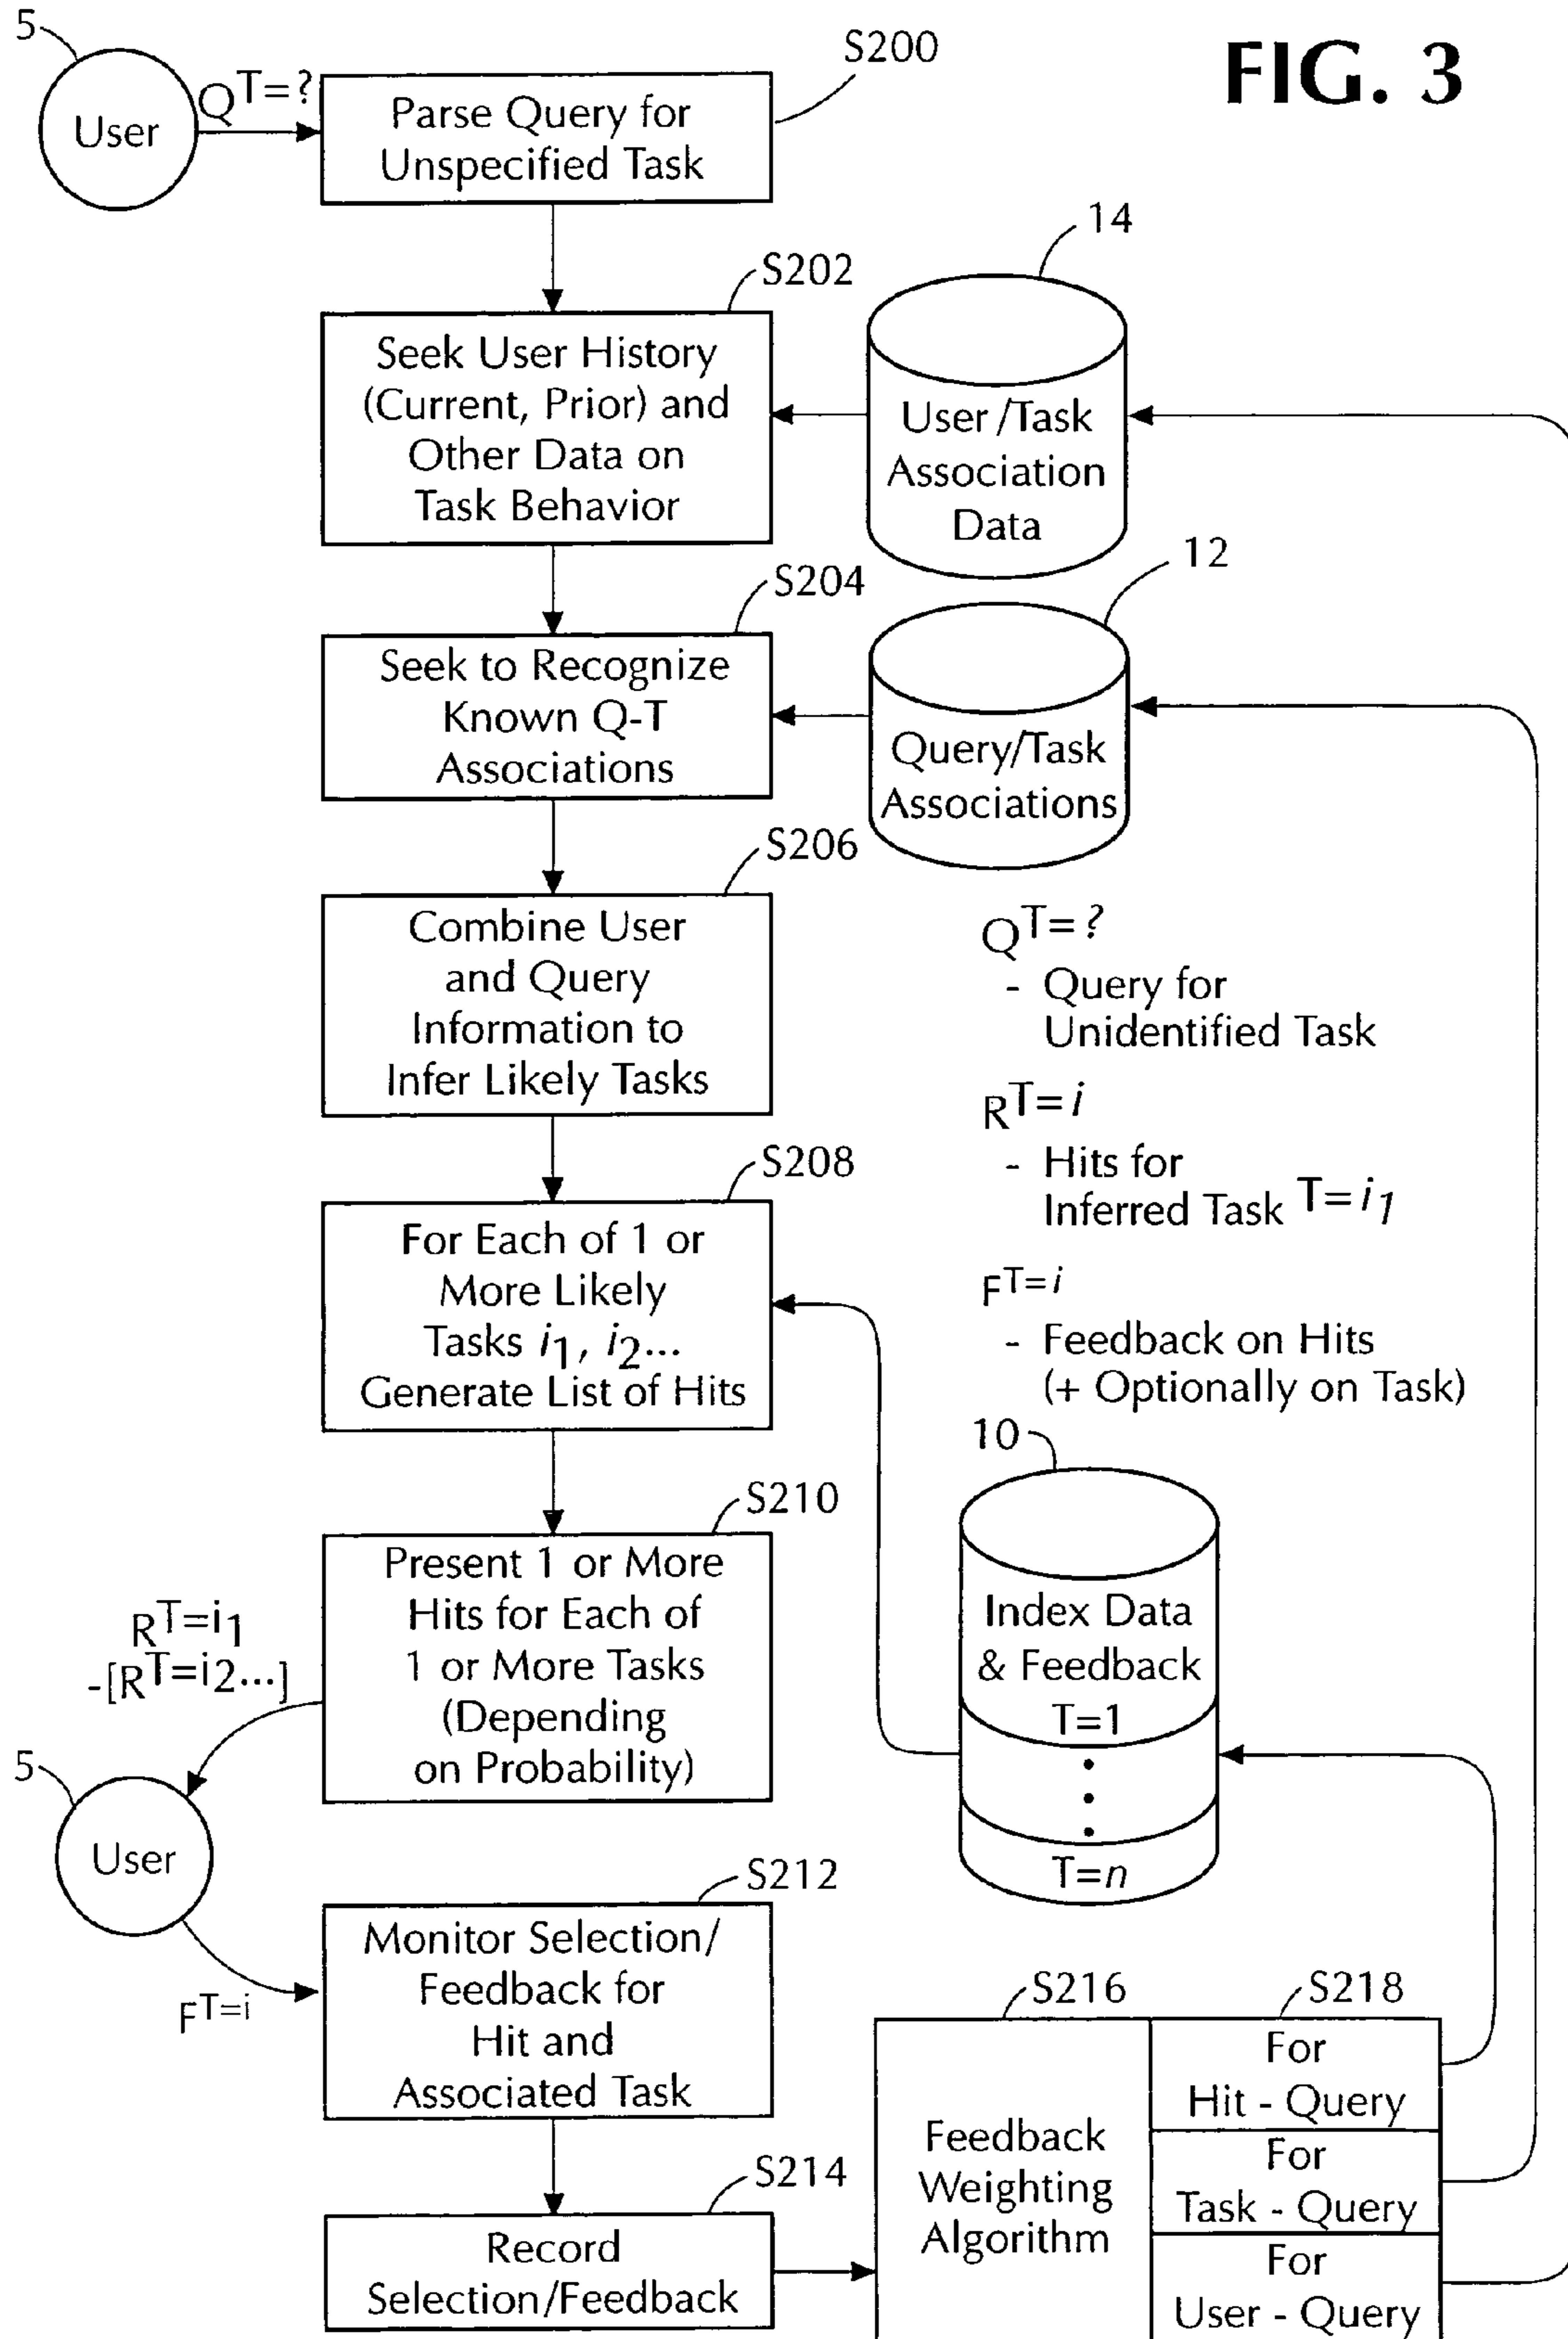 FIG. 3
5
User
Q^T=?
S200
Parse Query for
Unspecified Task
S202
Seek User History
(Current, Prior) and
Other Data on
Task Behavior
14
User/Task
Association
Data
S204
Seek to Recognize
Known Q-T
Associations
12
Query/Task
Associations
S206
Combine User
and Query
Information to
Infer Likely Tasks
Q^T=?
- Query for
Unidentified Task
R^T=i
- Hits for
Inferred Task T=i1
F^T=i
- Feedback on Hits
(+ Optionally on Task)
S208
For Each of 1 or
More Likely
Tasks i1, i2...
Generate List of Hits
10
Index Data
& Feedback
T=1
T=n
S210
Present 1 or More
Hits for Each of
1 or More Tasks
(Depending
on Probability)
R^T=i1
-[R^T=i2...]
5
User
F^T=i
S212
Monitor Selection/
Feedback for
Hit and
Associated Task
S214
Record
Selection/Feedback
S216
Feedback
Weighting
Algorithm
S218
For
Hit - Query
For
Task - Query
For
User - Query